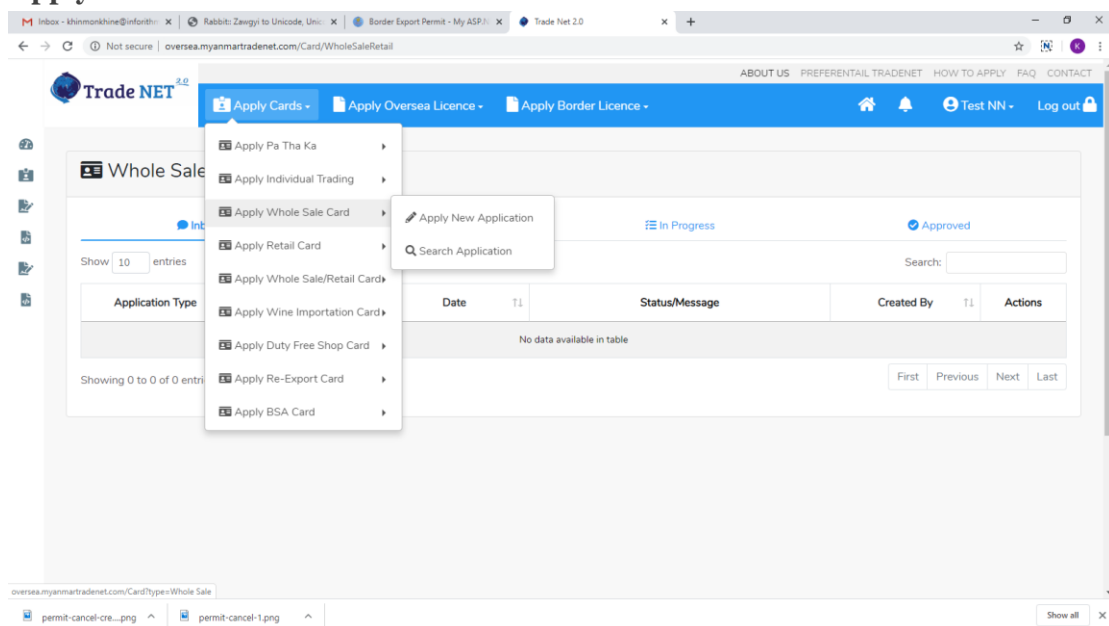 Inbox - khinmonkhine@inforithm
Rabbit: Zawgyi to Unicode, Unic
Border Export Permit - My ASP.N
Trade Net 2.0
Not secure | oversea.myanmartradenet.com/Card/WholeSaleRetail
K
ABOUT US PREFERENTAIL TRADENET HOW TO APPLY FAQ CONTACT
Trade NET 2.0
Apply Cards
Apply Oversea Licence
Apply Border Licence
Test NN
Log out
Apply Pa Tha Ka
Whole Sale
Apply Individual Trading
Apply Whole Sale Card
Apply New Application
In Progress
Approved
Apply Retail Card
Search Application
Show 10 entries
Search:
Apply Whole Sale/Retail Card
Application Type
Date
Status/Message
Created By
Actions
Apply Wine Importation Card
No data available in table
Apply Duty Free Shop Card
Showing 0 to 0 of 0 entri
Apply Re-Export Card
First Previous Next Last
Apply BSA Card
oversea.myanmartradenet.com/Card?type=Whole Sale
permit-cancel-cre....png
permit-cancel-1.png
Show all